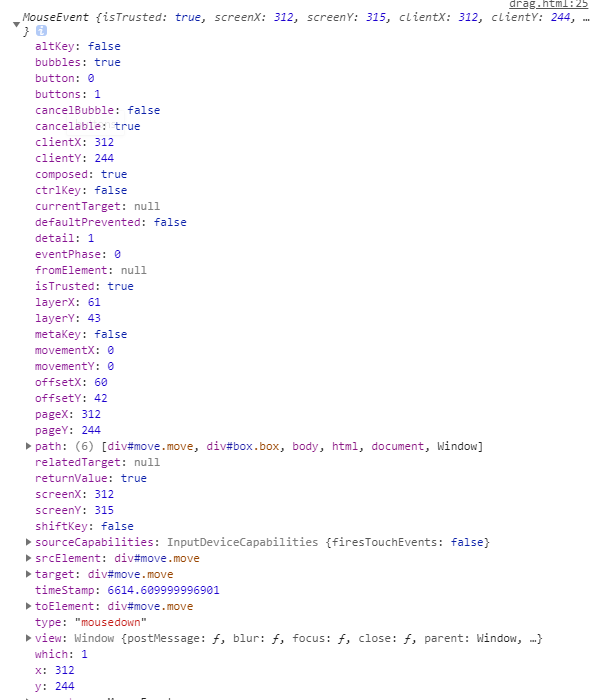 drag.html:25
MouseEvent {isTrusted: true, screenX: 312, screenY: 315, clientX: 312, clientY: 244, …
}
altKey: false
bubbles: true
button: 0
buttons: 1
cancelBubble: false
cancelable: true
clientX: 312
clientY: 244
composed: true
ctrlKey: false
currentTarget: null
defaultPrevented: false
detail: 1
eventPhase: 0
fromElement: null
isTrusted: true
layerX: 61
layerY: 43
metaKey: false
movementX: 0
movementY: 0
offsetX: 60
offsetY: 42
pageX: 312
pageY: 244
path: (6) [div#move.move, div#box.box, body, html, document, Window]
relatedTarget: null
returnValue: true
screenX: 312
screenY: 315
shiftKey: false
sourceCapabilities: InputDeviceCapabilities {firesTouchEvents: false}
srcElement: div#move.move
target: div#move.move
timeStamp: 6614.609999996901
toElement: div#move.move
type: "mousedown"
view: Window {postMessage: ƒ, blur: ƒ, focus: ƒ, close: ƒ, parent: Window, …}
which: 1
x: 312
y: 244